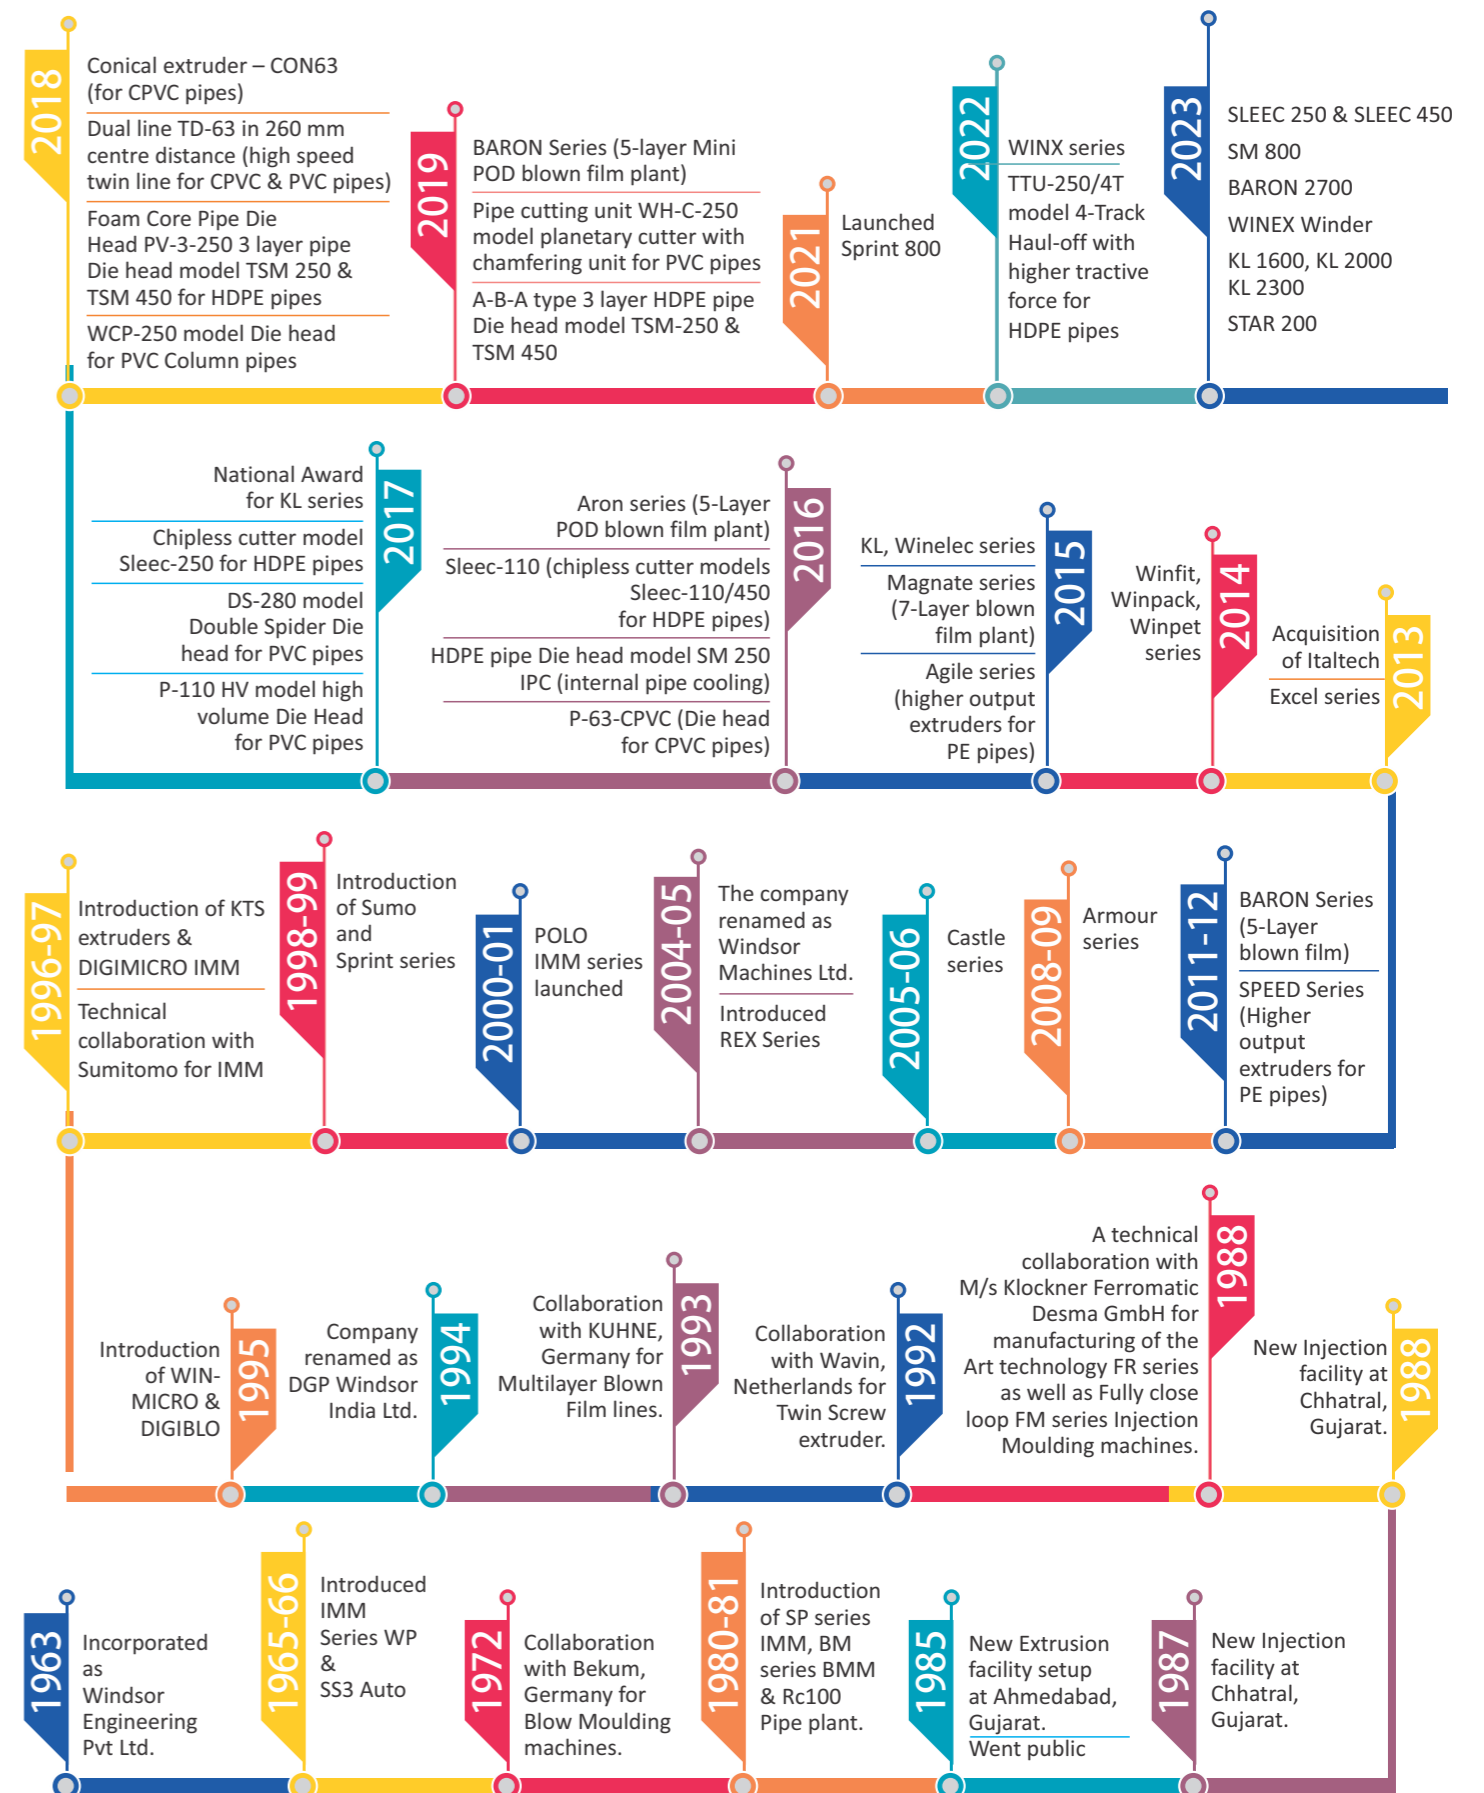 2018
Conical extruder – CON63
(for CPVC pipes)
Dual line TD-63 in 260 mm
centre distance (high speed
twin line for CPVC & PVC pipes)
Foam Core Pipe Die
Head PV-3-250 3 layer pipe
Die head model TSM 250 &
TSM 450 for HDPE pipes
WCP-250 model Die head
for PVC Column pipes
2019
BARON Series (5-layer Mini
POD blown film plant)
Pipe cutting unit WH-C-250
model planetary cutter with
chamfering unit for PVC pipes
A-B-A type 3 layer HDPE pipe
Die head model TSM-250 &
TSM 450
2021
Launched
Sprint 800
2022
WINX series
TTU-250/4T
model 4-Track
Haul-off with
higher tractive
force for
HDPE pipes
2023
SLEEC 250 & SLEEC 450
SM 800
BARON 2700
WINEX Winder
KL 1600, KL 2000
KL 2300
STAR 200
National Award
for KL series
Chipless cutter model
Sleec-250 for HDPE pipes
DS-280 model
Double Spider Die
head for PVC pipes
P-110 HV model high
volume Die Head
for PVC pipes
2017
Aron series (5-Layer
POD blown film plant)
Sleec-110 (chipless cutter models
Sleec-110/450
for HDPE pipes)
HDPE pipe Die head model SM 250
IPC (internal pipe cooling)
P-63-CPVC (Die head
for CPVC pipes)
2016
KL, Winelec series
Magnate series
(7-Layer blown
film plant)
Agile series
(higher output
extruders for
PE pipes)
2015
Winfit,
Winpack,
Winpet
series
2014
Acquisition
of Italtech
Excel series
2013
1996-97
Introduction of KTS
extruders &
DIGIMICRO IMM
Technical
collaboration with
Sumitomo for IMM
1998-99
Introduction
of Sumo
and
Sprint series
2000-01
POLO
IMM series
launched
2004-05
The company
renamed as
Windsor
Machines Ltd.
Introduced
REX Series
2005-06
Castle
series
2008-09
Armour
series
2011-12
BARON Series
(5-Layer
blown film)
SPEED Series
(Higher
output
extruders for
PE pipes)
Introduction
of WIN-
MICRO &
DIGIBLO
1995
Company
renamed as
DGP Windsor
India Ltd.
1994
Collaboration
with KUHNE,
Germany for
Multilayer Blown
Film lines.
1993
Collaboration
with Wavin,
Netherlands for
Twin Screw
extruder.
1992
A technical
collaboration with
M/s Klockner Ferromatic
Desma GmbH for
manufacturing of the
Art technology FR series
as well as Fully close
loop FM series Injection
Moulding machines.
1988
New Injection
facility at
Chhatral,
Gujarat.
1988
1963
Incorporated
as
Windsor
Engineering
Pvt Ltd.
1965-66
Introduced
IMM
Series WP
&
SS3 Auto
1972
Collaboration
with Bekum,
Germany for
Blow Moulding
machines.
1980-81
Introduction
of SP series
IMM, BM
series BMM
& Rc100
Pipe plant.
1985
New Extrusion
facility setup
at Ahmedabad,
Gujarat.
Went public
1987
New Injection
facility at
Chhatral,
Gujarat.